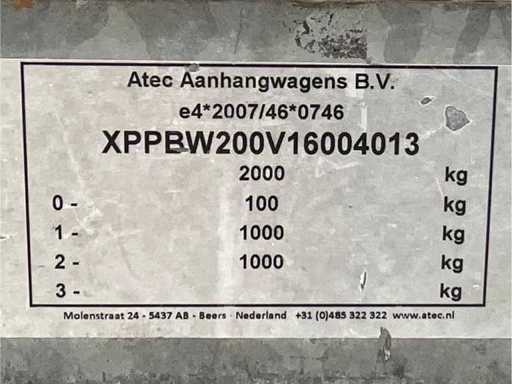 Atec Aanhangwagens B.V.
e4*2007/46*0746
XPPBW200V16004013
2000 kg
0 - 100 kg
1 - 1000 kg
2 - 1000 kg
3 - kg
Molenstraat 24 - 5437 AB - Beers - Nederland +31 (0)485 322 322 www.atec.nl